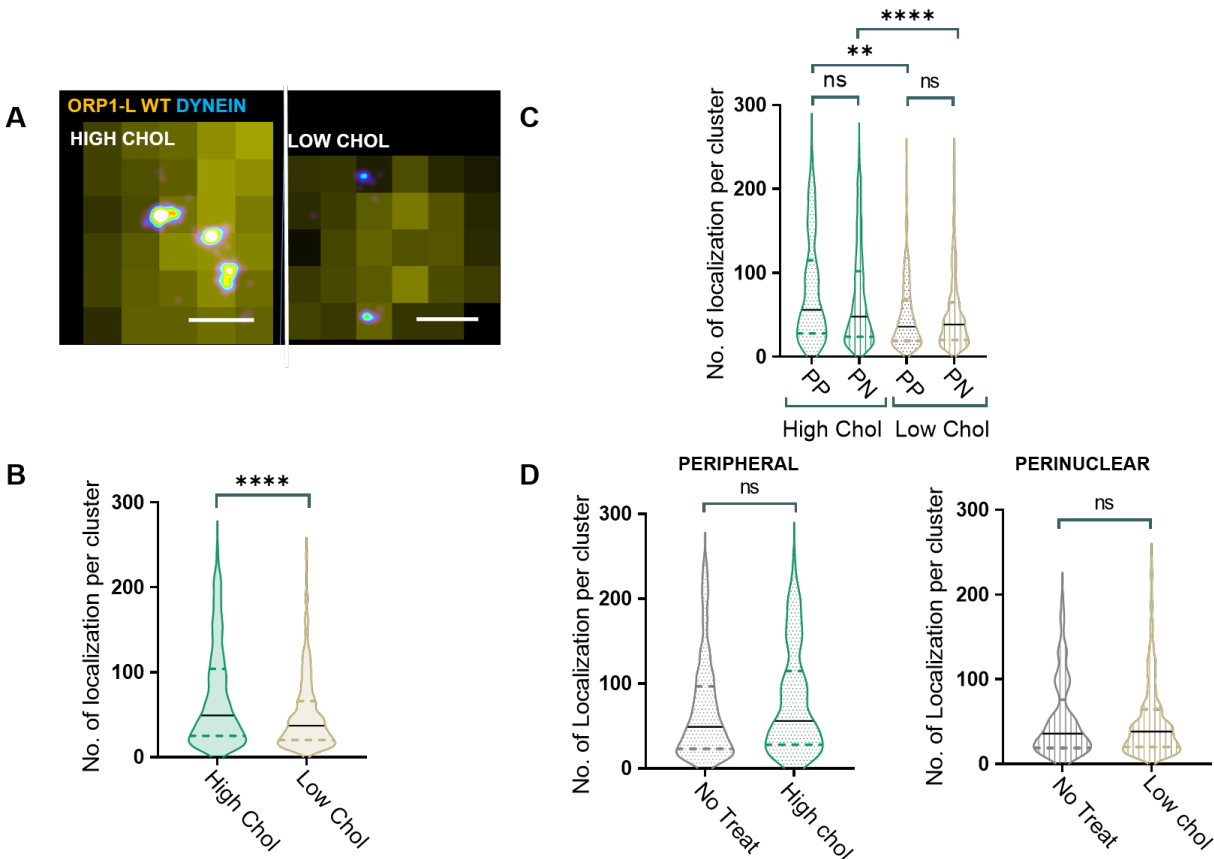 A
ORP1-L WT DYNEIN
HIGH CHOL
LOW CHOL
C
****
**
ns
ns
No. of localization per cluster
300
200
100
0
PP
PN
PP
PN
High Chol
Low Chol
B
****
No. of localization per cluster
300
200
100
0
High Chol
Low Chol
D
PERIPHERAL
ns
No. of Localization per cluster
300
200
100
0
No Treat
High chol
PERINUCLEAR
ns
No. of Localization per cluster
300
200
100
0
No Treat
Low chol